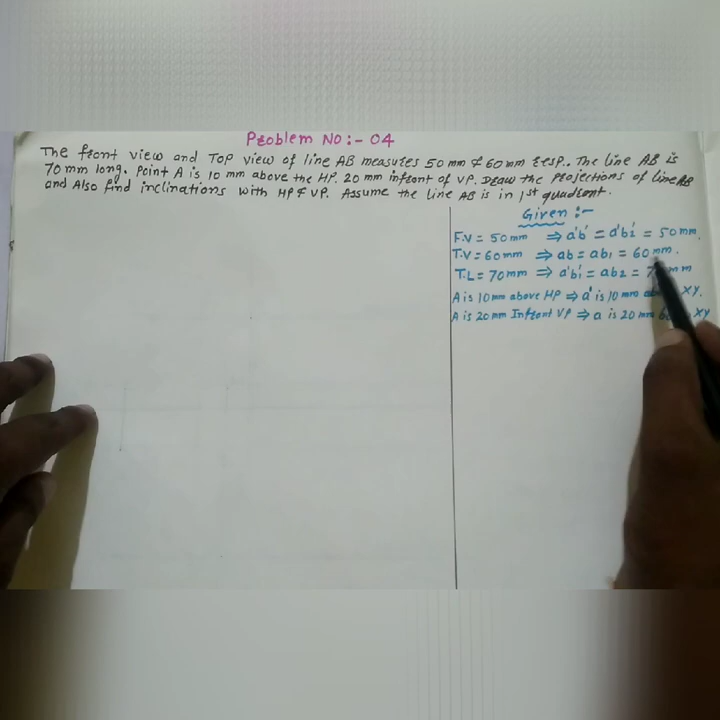 Problem NO:- 04
The front view and Top view of line AB measures 50 mm & 60 mm resp.. The line AB is
70 mm long. Point A is 10 mm above the HP. 20 mm infront of VP. Draw the projections of line AB
and Also find inclinations with HP & VP. Assume the line AB is in 1st quadrant.
Given :-
F.V = 50 mm ⇒ a'b' = a'b2' = 50 mm.
T.V = 60 mm ⇒ ab = ab1 = 60 mm.
T.L = 70 mm ⇒ a'b1' = ab2 = mm
A is 10 mm above HP ⇒ a' is 10 mm XY.
A is 20 mm Infront VP ⇒ a is 20 mm XY